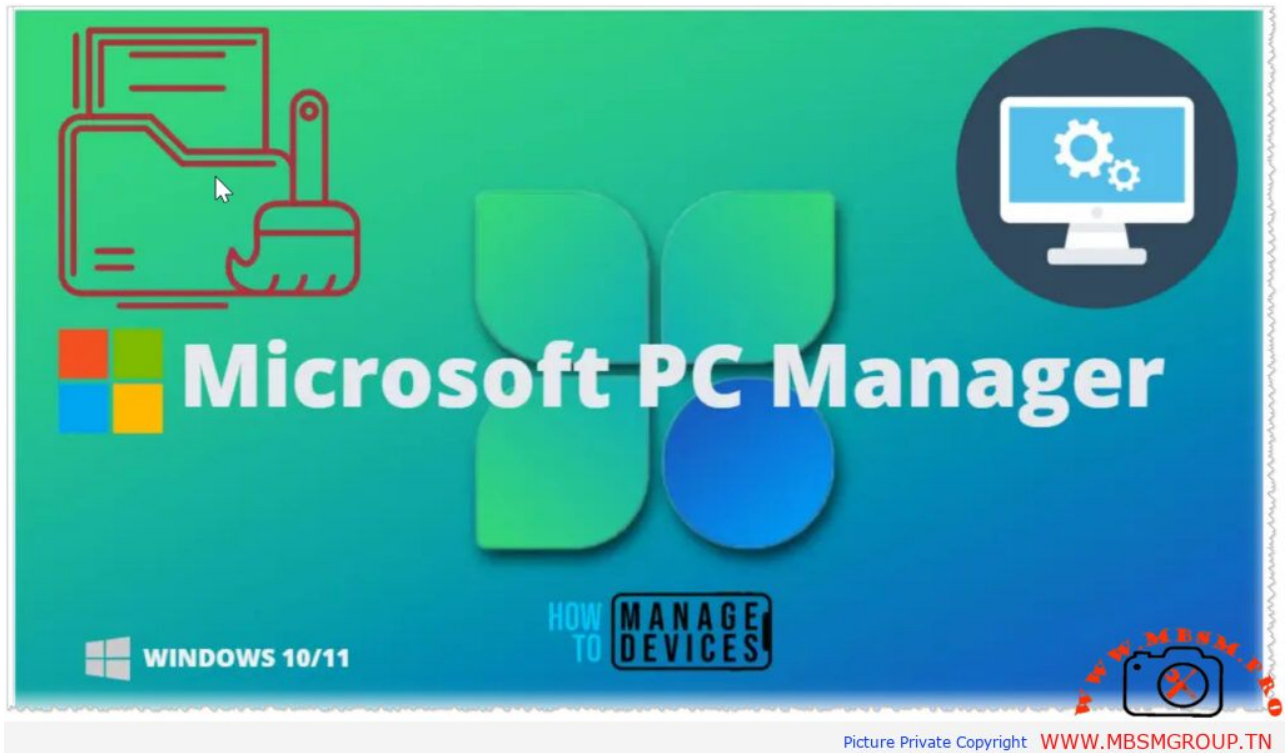 Microsoft PC Manager
HOW TO MANAGE DEVICES
WINDOWS 10/11
WWW.MBSM.PRO
Picture Private Copyright WWW.MBSMGROUP.TN